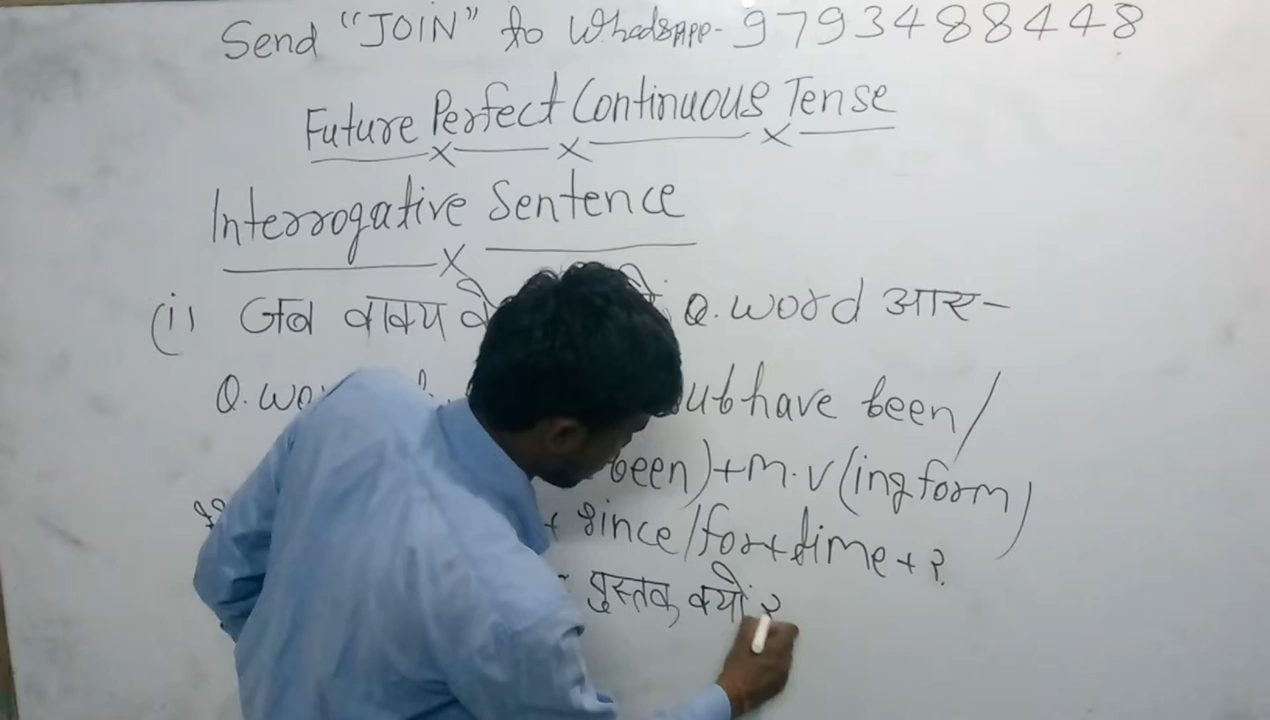 Send "JOIN" to WhatsApp-9793488448
Future Perfect Continuous Tense
Interrogative Sentence
(i) जब वाक्य Q.word आए-
have been/
been)+m.v(ing form)
+ since/for+time+?
पुस्तक क्यों